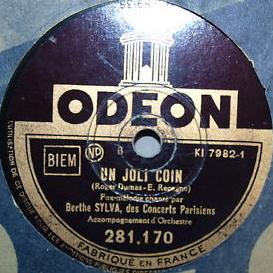 ODEON
BIEM
ND
KI 7982-1
UN JOLI COIN
(Roger Dumas-E. Recagno)
Fox-mélodie chanté par
Berthe SYLVA, des Concerts Parisiens
Accompagnement d'Orchestre
281.170
FABRIQUÉ EN FRANCE